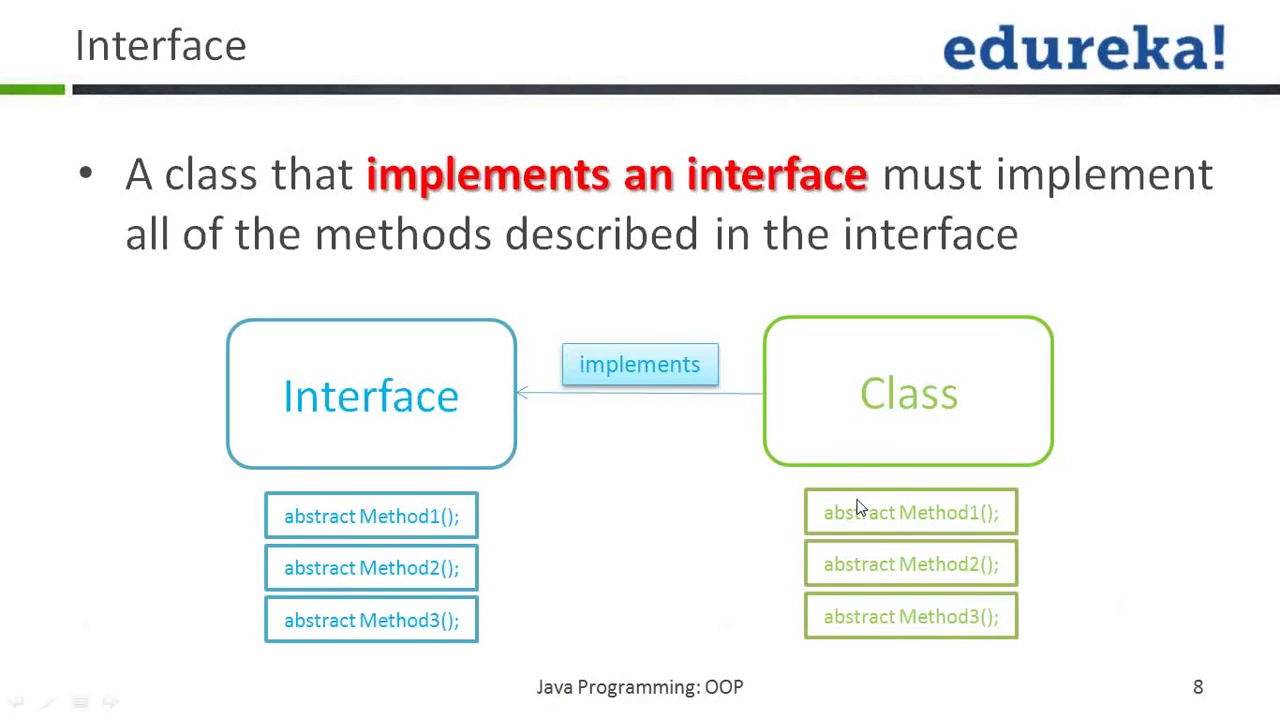 Interface
edureka!
• A class that implements an interface must implement
all of the methods described in the interface
implements
Interface
Class
abstract Method1();
abstract Method2();
abstract Method3();
abstract Method1();
abstract Method2();
abstract Method3();
Java Programming: OOP
8